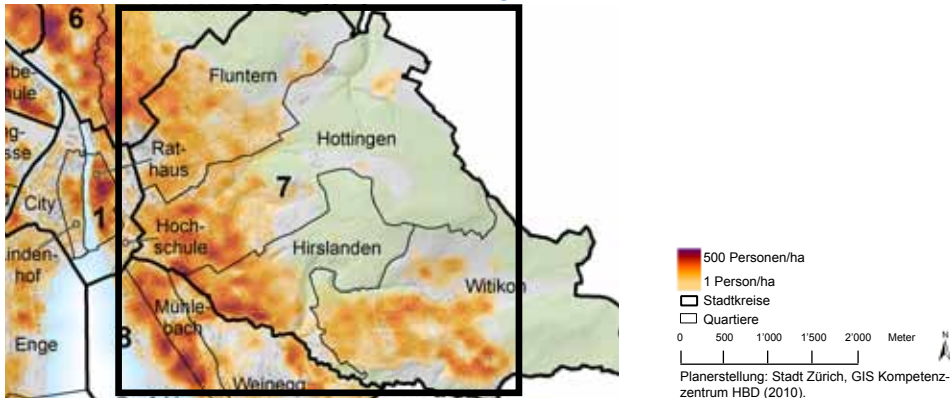 6
Fluntern
Hottingen
Rat-
haus
7
City
1
Hoch-
schule
Hirslanden
Witikon
Mühle-
bach
8
Enge
Weinegg
500 Personen/ha
1 Person/ha
Stadtkreise
Quartiere
0 500 1'000 1'500 2'000 Meter
N
Planerstellung: Stadt Zürich, GIS Kompetenz-
zentrum HBD (2010).